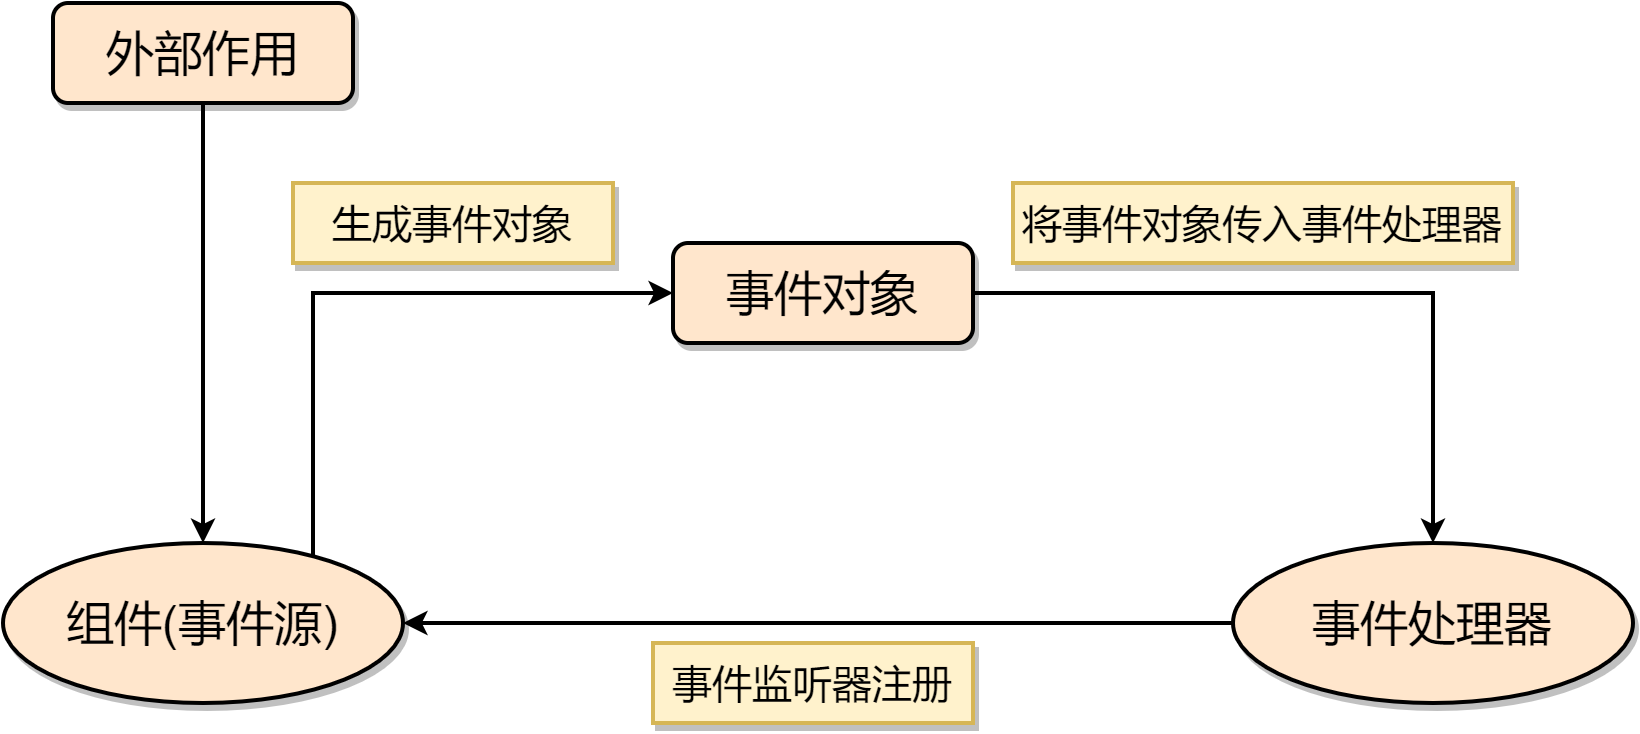 外部作用
生成事件对象
将事件对象传入事件处理器
事件对象
组件(事件源)
事件处理器
事件监听器注册